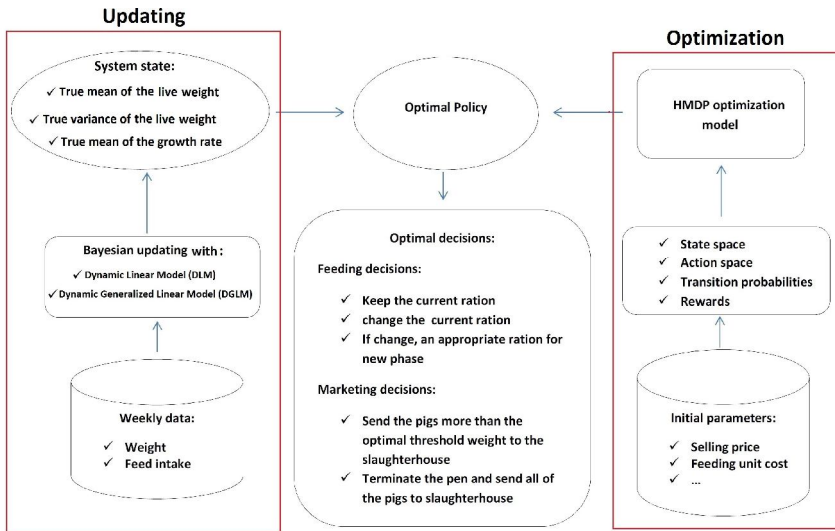 Updating
System state:
✓ True mean of the live weight
✓ True variance of the live weight
✓ True mean of the growth rate
Bayesian updating with:
✓ Dynamic Linear Model (DLM)
✓ Dynamic Generalized Linear Model (DGLM)
Weekly data:
✓ Weight
✓ Feed intake
Optimal Policy
Optimal decisions:
Feeding decisions:
✓ Keep the current ration
✓ change the current ration
✓ If change, an appropriate ration for
new phase
Marketing decisions:
✓ Send the pigs more than the
optimal threshold weight to the
slaughterhouse
✓ Terminate the pen and send all of
the pigs to slaughterhouse
Optimization
HMDP optimization
model
✓ State space
✓ Action space
✓ Transition probabilities
✓ Rewards
Initial parameters:
✓ Selling price
✓ Feeding unit cost
✓ ...